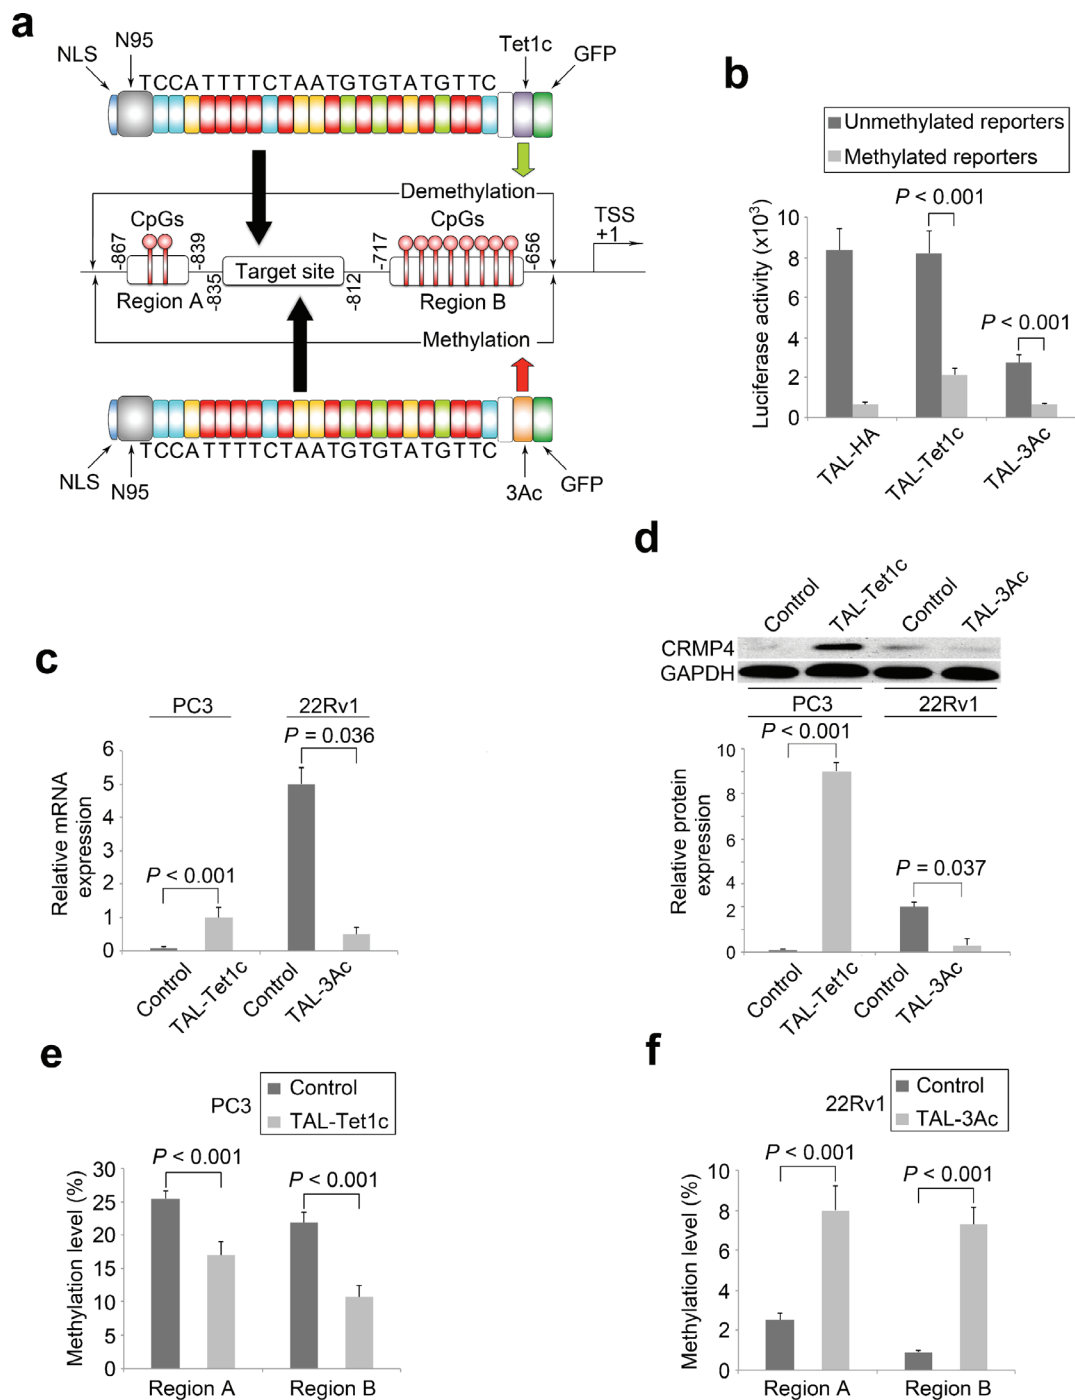 a
NLS
N95
Tet1c
GFP
TCCATTTTCTAATGTGTATGTTC
Demethylation
CpGs
CpGs
TSS
+1
-867
-839
-717
-656
Target site
Region A
-835
-812
Region B
Methylation
TCCATTTTCTAATGTGTATGTTC
NLS
N95
3Ac
GFP
b
Unmethylated reporters
Methylated reporters
P < 0.001
P < 0.001
Luciferase activity (x10³)
10
8
6
4
2
0
TAL-HA
TAL-Tet1c
TAL-3Ac
c
PC3
22Rv1
P = 0.036
P < 0.001
Relative mRNA
expression
6
5
4
3
2
1
0
Control
TAL-Tet1c
Control
TAL-3Ac
d
Control
TAL-Tet1c
Control
TAL-3Ac
CRMP4
GAPDH
PC3
22Rv1
P < 0.001
P = 0.037
Relative protein
expression
10
8
6
4
2
0
Control
TAL-Tet1c
Control
TAL-3Ac
e
PC3
Control
TAL-Tet1c
P < 0.001
P < 0.001
Methylation level (%)
30
25
20
15
10
5
0
Region A
Region B
f
22Rv1
Control
TAL-3Ac
P < 0.001
P < 0.001
Methylation level (%)
10
8
6
4
2
0
Region A
Region B